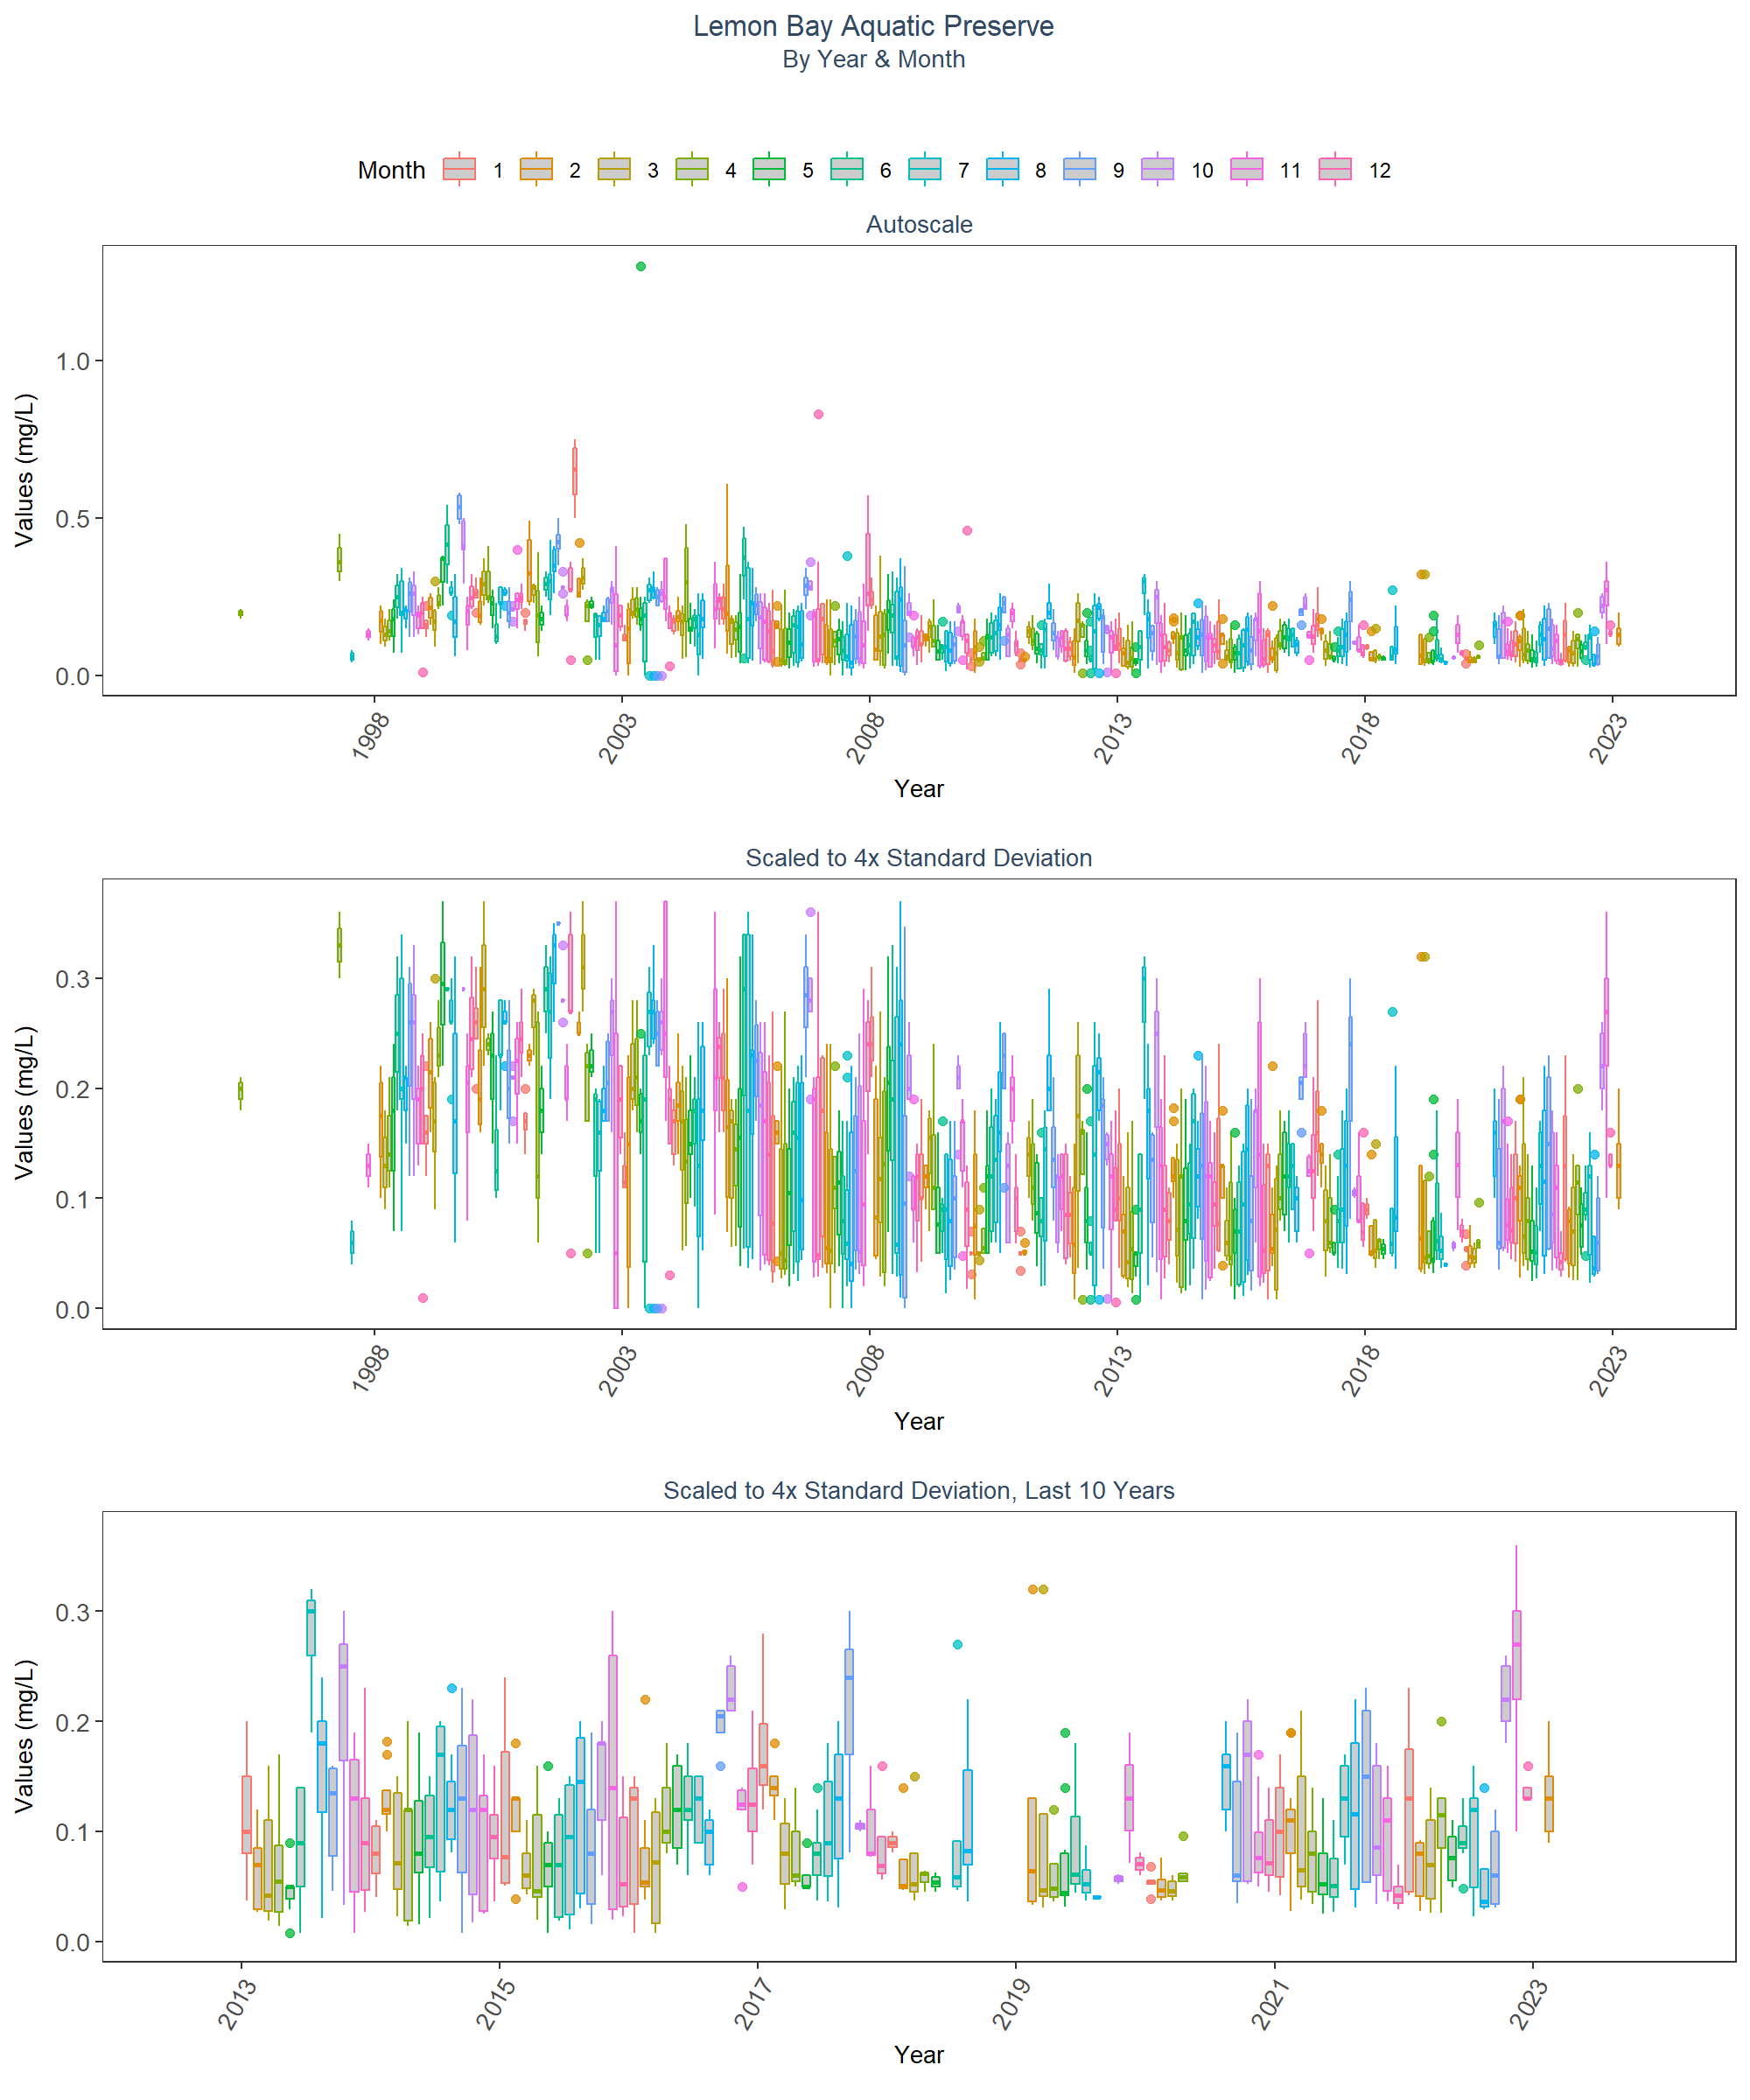 Lemon Bay Aquatic Preserve
By Year & Month
Month 1 2 3 4 5 6 7 8 9 10 11 12
Autoscale
Values (mg/L)
1.0
0.5
0.0
1998 2003 2008 2013 2018 2023
Year
Scaled to 4x Standard Deviation
Values (mg/L)
0.3
0.2
0.1
0.0
1998 2003 2008 2013 2018 2023
Year
Scaled to 4x Standard Deviation, Last 10 Years
Values (mg/L)
0.3
0.2
0.1
0.0
2013 2015 2017 2019 2021 2023
Year